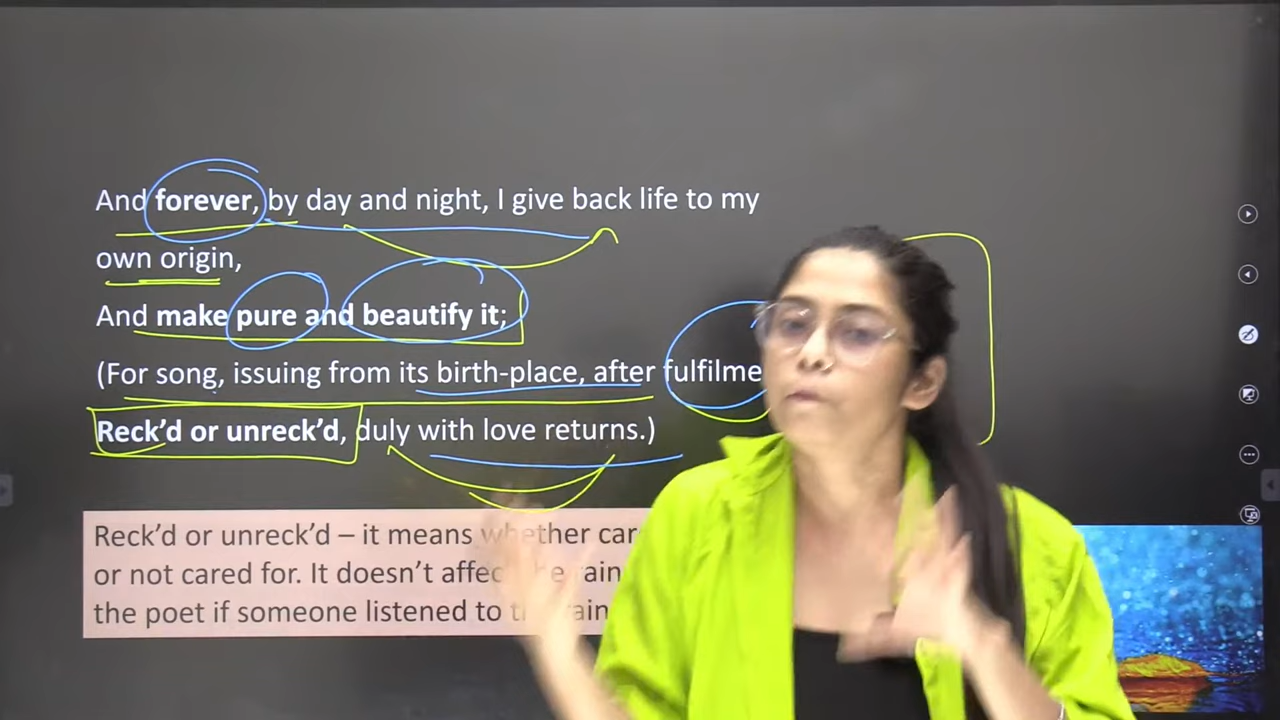 And forever, by day and night, I give back life to my
own origin,
And make pure and beautify it;
(For song, issuing from its birth-place, after
Reck’d or unreck’d, duly with love returns.)
Reck’d or unreck’d – it means whether
or not cared for. It doesn’t
the poet if someone listened to